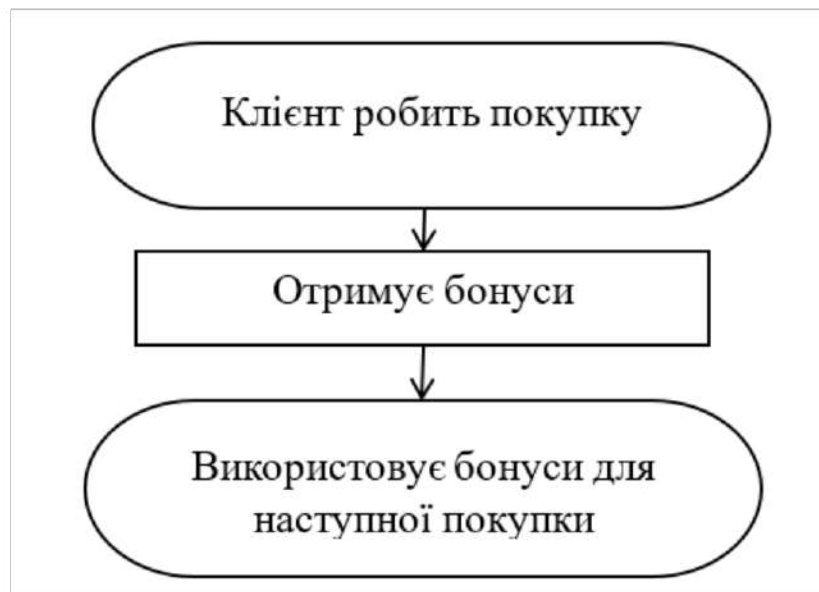 Клієнт робить покупку
Отримує бонуси
Використовує бонуси для
наступної покупки